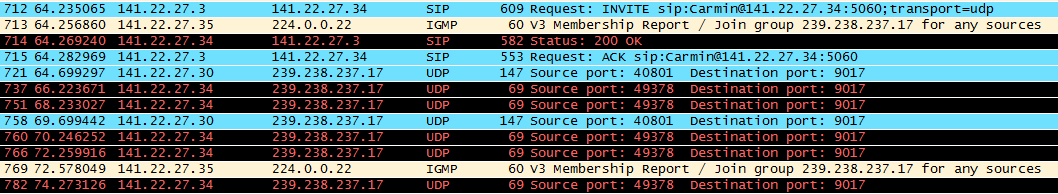 712 64.235065 141.22.27.3 141.22.27.34 SIP 609 Request: INVITE sip:Carmin@141.22.27.34:5060;transport=udp
713 64.256860 141.22.27.35 224.0.0.22 IGMP 60 V3 Membership Report / Join group 239.238.237.17 for any sources
714 64.269240 141.22.27.34 141.22.27.3 SIP 582 Status: 200 OK
715 64.282969 141.22.27.3 141.22.27.34 SIP 553 Request: ACK sip:Carmin@141.22.27.34:5060
721 64.699297 141.22.27.30 239.238.237.17 UDP 147 Source port: 40801 Destination port: 9017
737 66.223671 141.22.27.34 239.238.237.17 UDP 69 Source port: 49378 Destination port: 9017
751 68.233027 141.22.27.34 239.238.237.17 UDP 69 Source port: 49378 Destination port: 9017
758 69.699442 141.22.27.30 239.238.237.17 UDP 147 Source port: 40801 Destination port: 9017
760 70.246252 141.22.27.34 239.238.237.17 UDP 69 Source port: 49378 Destination port: 9017
766 72.259156 141.22.27.34 239.238.237.17 UDP 69 Source port: 49378 Destination port: 9017
769 72.578049 141.22.27.35 224.0.0.22 IGMP 60 V3 Membership Report / Join group 239.238.237.17 for any sources
782 74.273126 141.22.27.34 239.238.237.17 UDP 69 Source port: 49378 Destination port: 9017